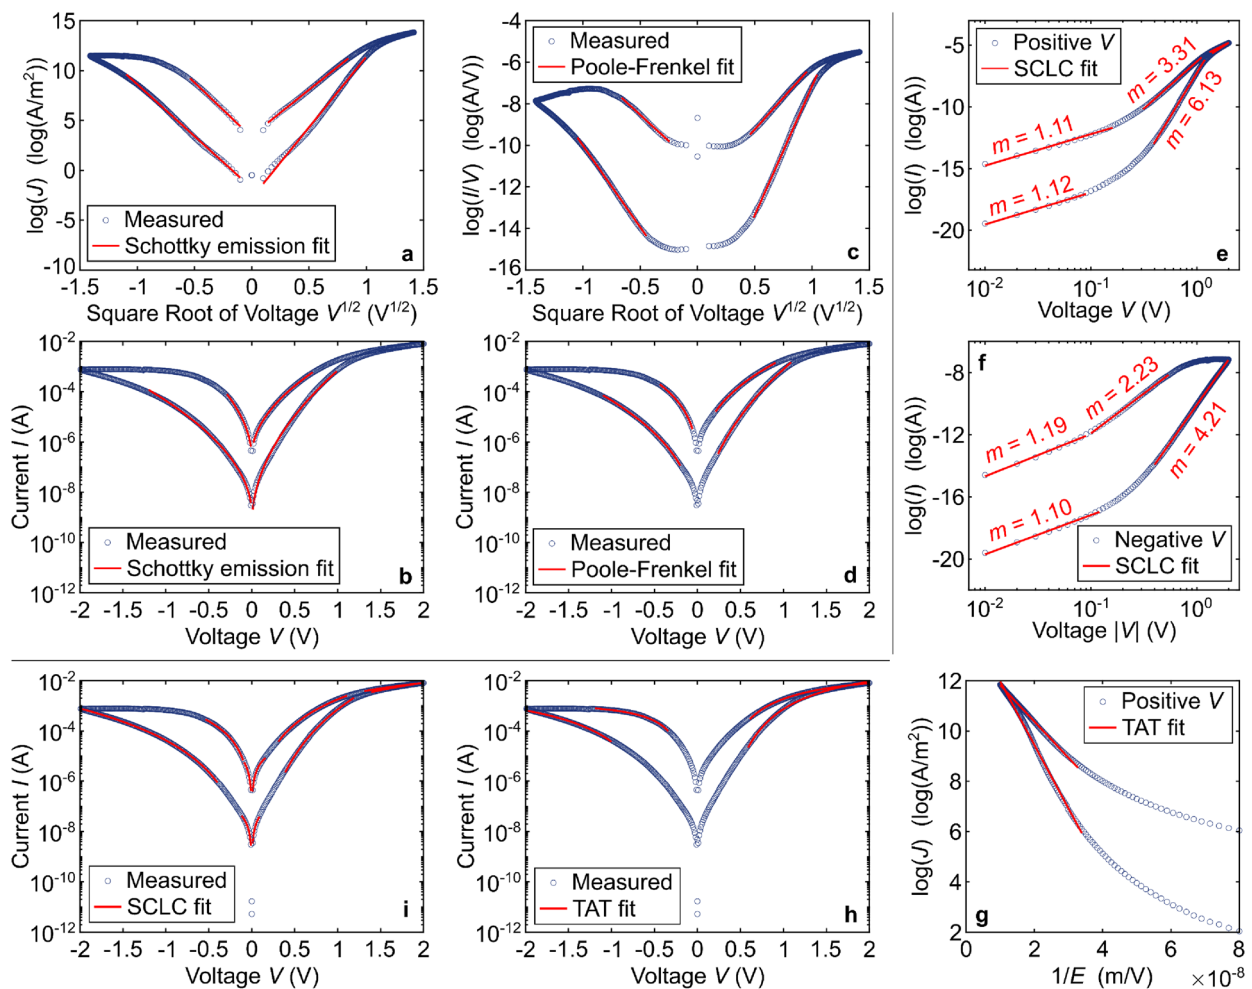 15
10
5
0
-5
-10
log(J) (log(A/m²))
Measured
Schottky emission fit
a
-1.5 -1 -0.5 0 0.5 1 1.5
Square Root of Voltage V^1/2 (V^1/2)
-4
-6
-8
-10
-12
-14
-16
log(I/V) (log(A/V))
Measured
Poole-Frenkel fit
c
-1.5 -1 -0.5 0 0.5 1 1.5
Square Root of Voltage V^1/2 (V^1/2)
-5
-10
-15
-20
log(I) (log(A))
Positive V
SCLC fit
m = 3.31
m = 6.13
m = 1.11
m = 1.12
e
10^-2 10^-1 10^0
Voltage V (V)
10^-2
10^-4
10^-6
10^-8
10^-10
10^-12
Current I (A)
Measured
Schottky emission fit
b
-2 -1.5 -1 -0.5 0 0.5 1 1.5 2
Voltage V (V)
10^-2
10^-4
10^-6
10^-8
10^-10
10^-12
Current I (A)
Measured
Poole-Frenkel fit
d
-2 -1.5 -1 -0.5 0 0.5 1 1.5 2
Voltage V (V)
-8
-12
-16
-20
log(I) (log(A))
f
m = 2.23
m = 4.21
m = 1.19
m = 1.10
Negative V
SCLC fit
10^-2 10^-1 10^0
Voltage |V| (V)
10^-2
10^-4
10^-6
10^-8
10^-10
10^-12
Current I (A)
Measured
SCLC fit
i
-2 -1.5 -1 -0.5 0 0.5 1 1.5 2
Voltage V (V)
10^-2
10^-4
10^-6
10^-8
10^-10
10^-12
Current I (A)
Measured
TAT fit
h
-2 -1.5 -1 -0.5 0 0.5 1 1.5 2
Voltage V (V)
12
10
8
6
4
2
log(J) (log(A/m²))
Positive V
TAT fit
g
0 2 4 6 8
1/E (m/V) ×10^-8